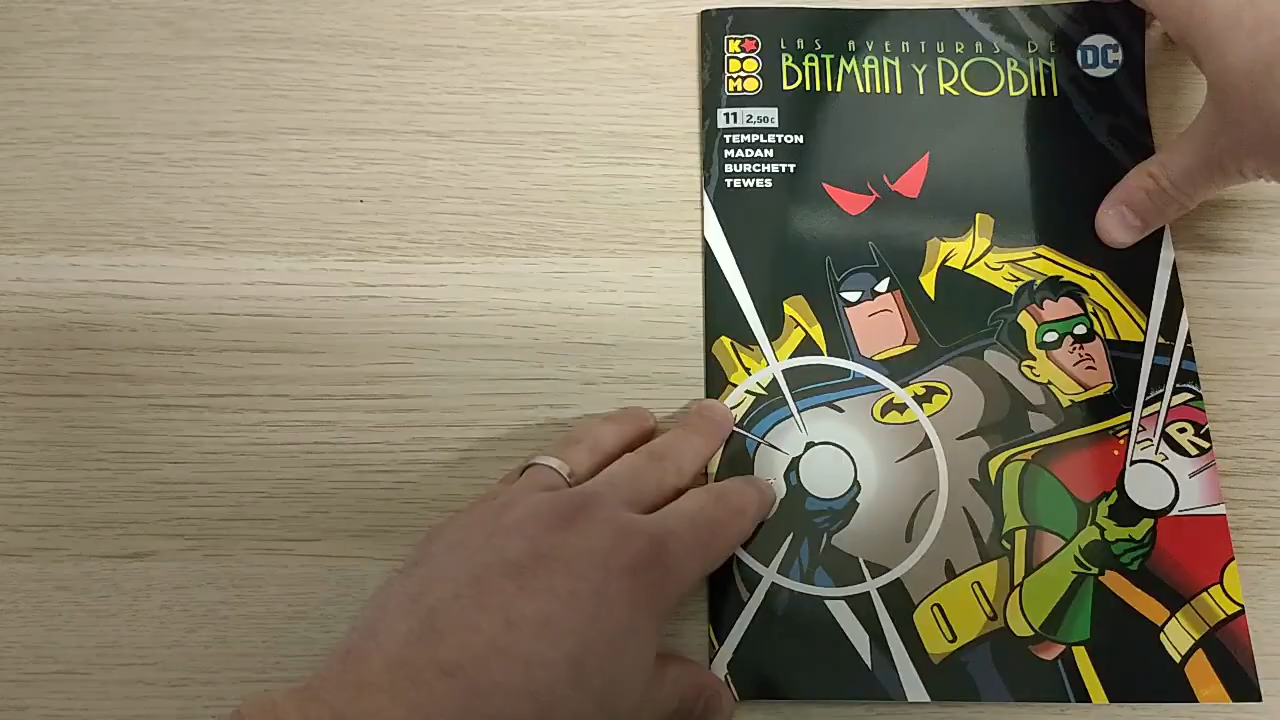 KODOMO
LAS AVENTURAS DE
BATMAN Y ROBIN
DC
11 2,50€
TEMPLETON
MADAN
BURCHETT
TEWES
R